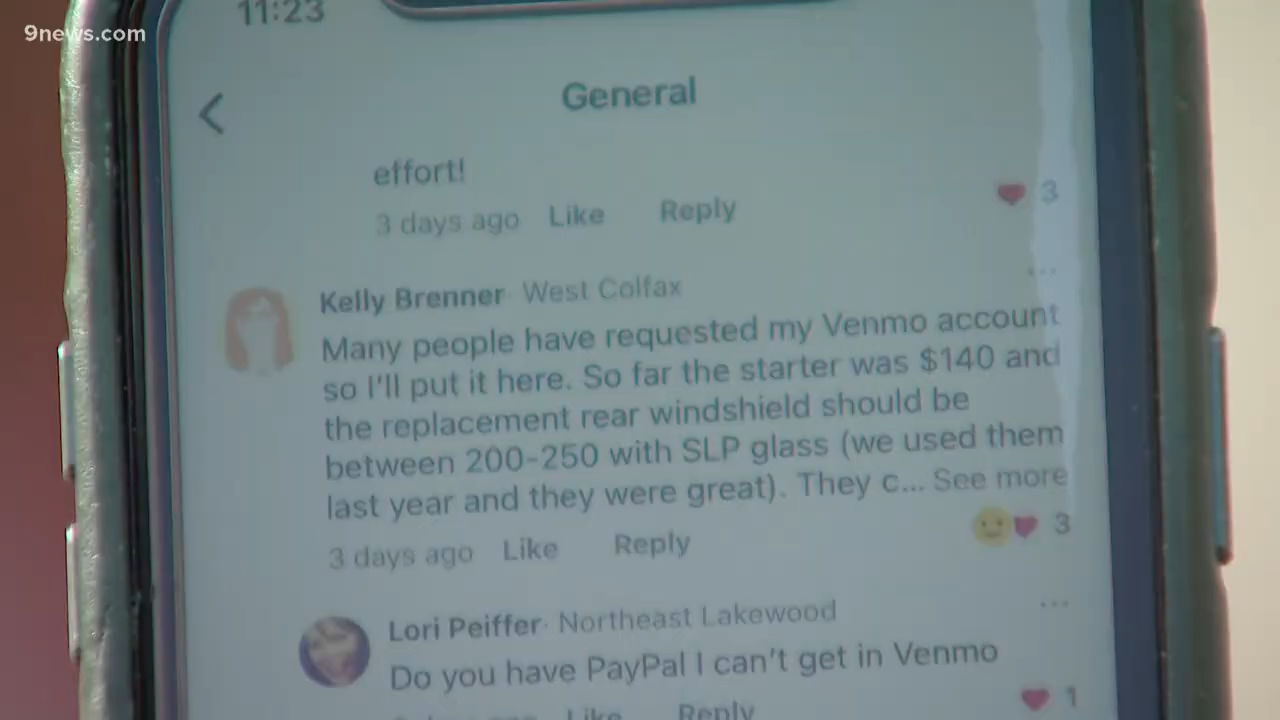 9news.com
11:23
General
effort!
3 days ago Like Reply
3
Kelly Brenner · West Colfax
...
Many people have requested my Venmo account
so I'll put it here. So far the starter was $140 and
the replacement rear windshield should be
between 200-250 with SLP glass (we used them
last year and they were great). They c... See more
3 days ago Like Reply
3
Lori Peiffer · Northeast Lakewood
...
Do you have PayPal I can't get in Venmo
Like Reply
1